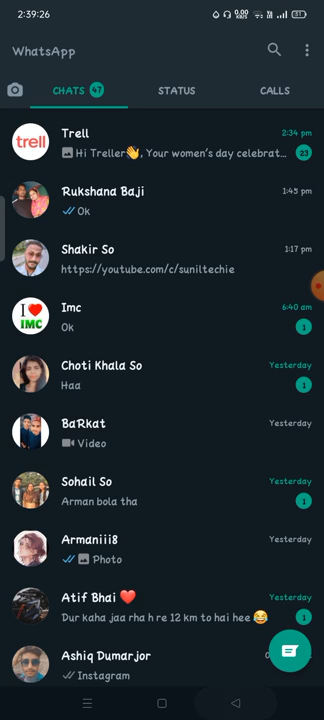 2:39:26
0.00
51
WhatsApp
CHATS 47
STATUS
CALLS
trell
Trell
2:34 pm
Hi Treller👋, Your women's day celebrat...
23
Rukshana Baji
1:45 pm
Ok
Shakir So
1:17 pm
https://youtube.com/c/suniltechie
I ❤ IMC
Imc
6:40 am
Ok
1
Choti Khala So
Yesterday
Haa
1
BaRkat
Yesterday
Video
Sohail So
Yesterday
Arman bola tha
1
Armaniii8
Yesterday
Photo
Atif Bhai ❤️
Yesterday
Dur kaha jaa rha h re 12 km to hai hee 😂
1
Ashiq Dumarjor
Instagram